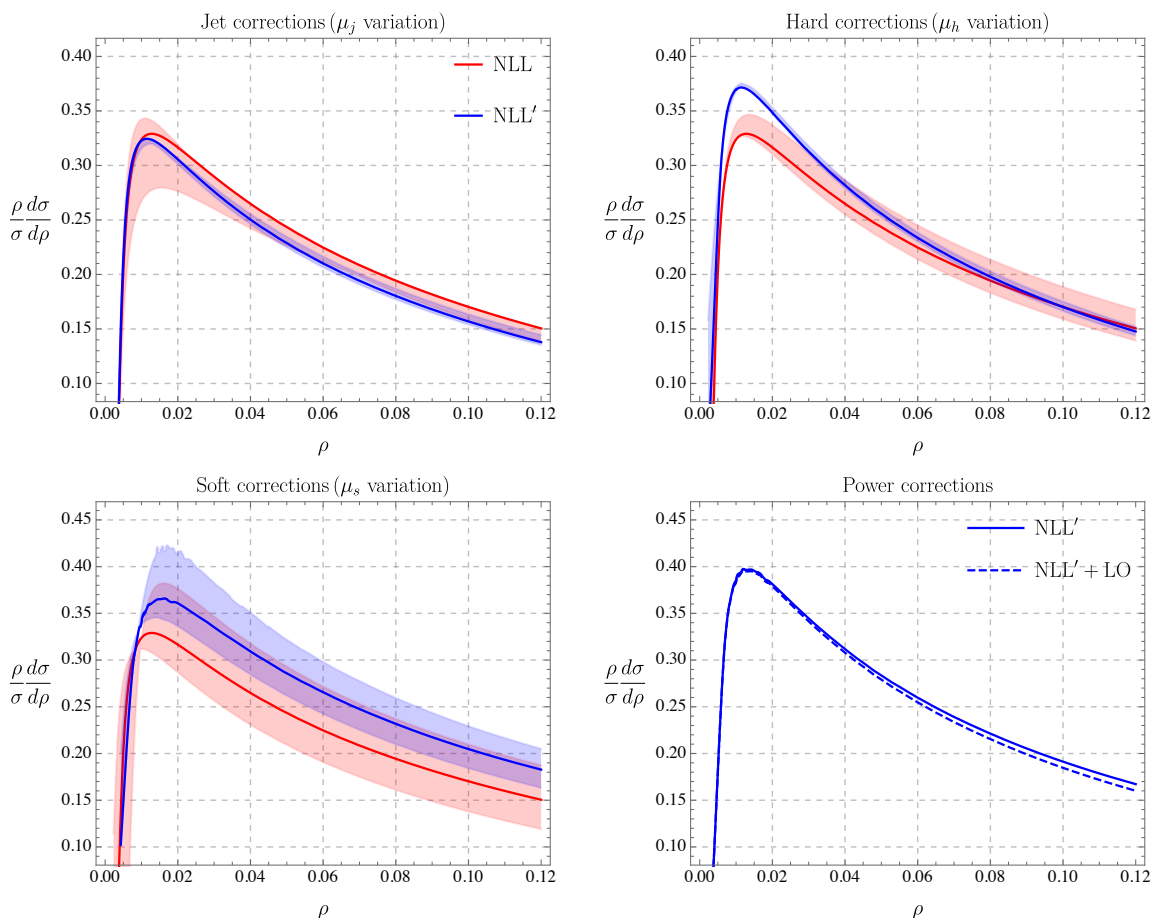 Jet corrections (μj variation)
0.40
0.35
0.30
0.25
0.20
0.15
0.10
ρ dσ
σ dρ
NLL
NLL′
0.00 0.02 0.04 0.06 0.08 0.10 0.12
ρ
Hard corrections (μh variation)
0.40
0.35
0.30
0.25
0.20
0.15
0.10
ρ dσ
σ dρ
0.00 0.02 0.04 0.06 0.08 0.10 0.12
ρ
Soft corrections (μs variation)
0.45
0.40
0.35
0.30
0.25
0.20
0.15
0.10
ρ dσ
σ dρ
0.00 0.02 0.04 0.06 0.08 0.10 0.12
ρ
Power corrections
0.45
0.40
0.35
0.30
0.25
0.20
0.15
0.10
ρ dσ
σ dρ
NLL′
NLL′ + LO
0.00 0.02 0.04 0.06 0.08 0.10 0.12
ρ